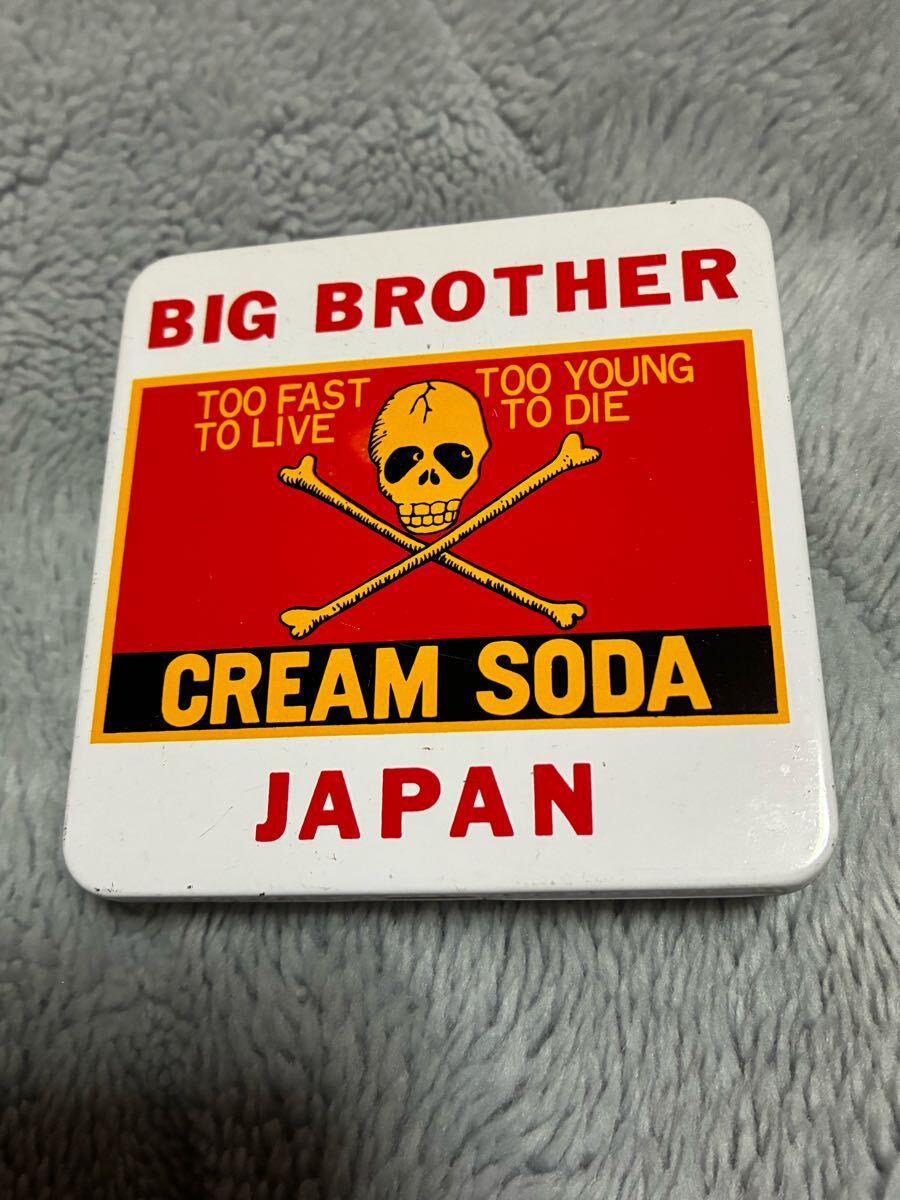 BIG BROTHER
TOO FAST
TO LIVE
TOO YOUNG
TO DIE
CREAM SODA
JAPAN